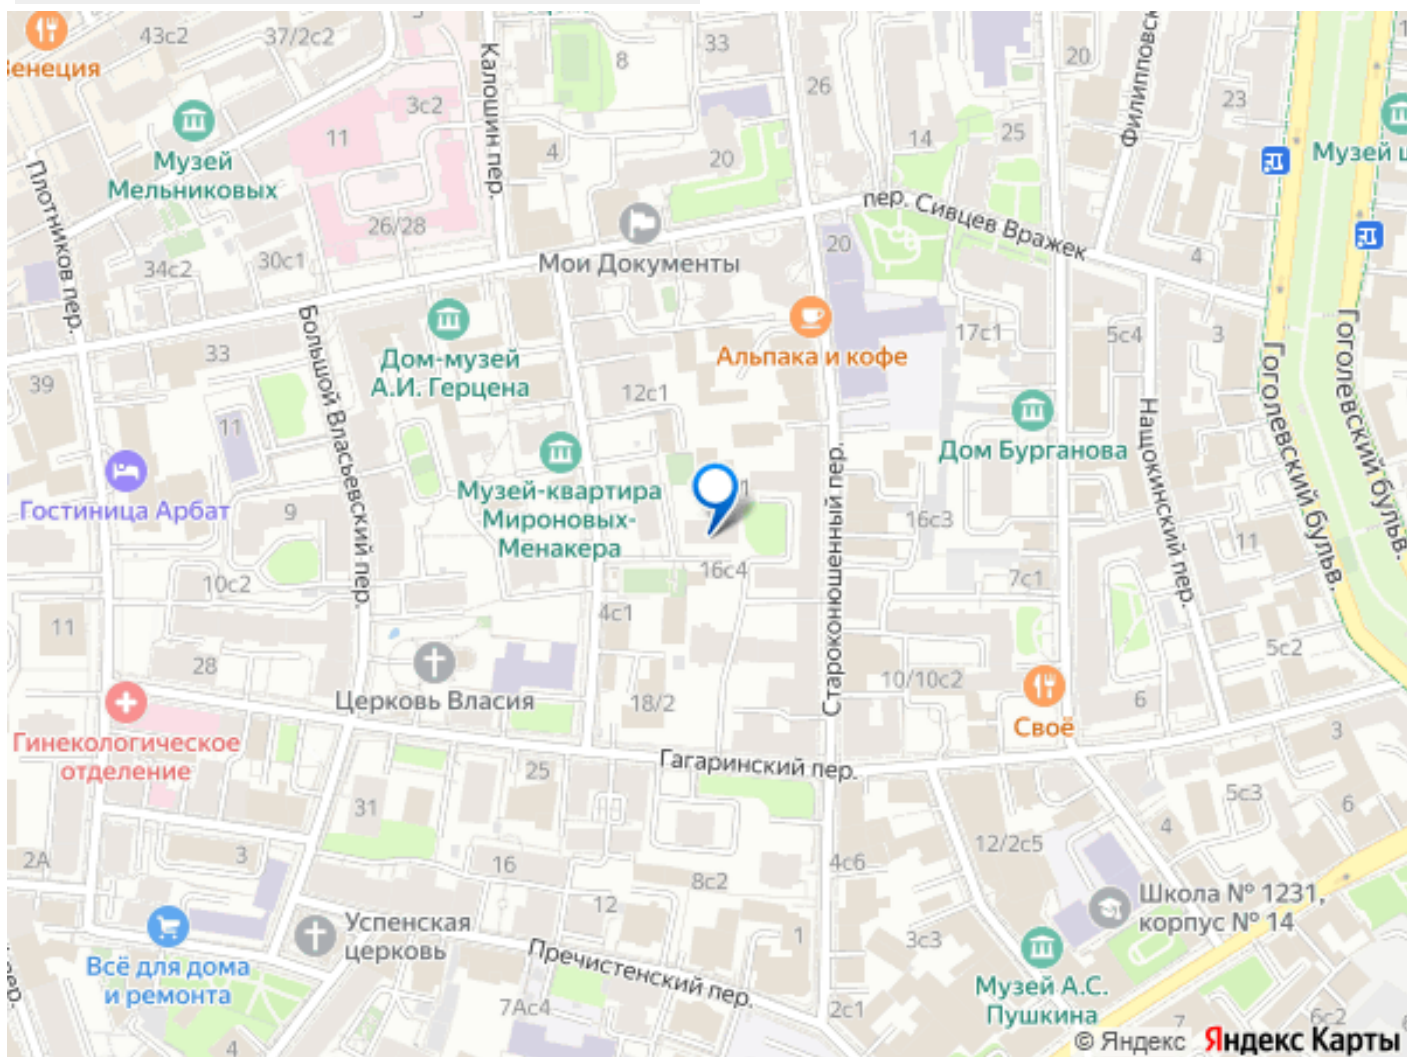 43с2
37/2с2
Венеция
3с2
11
Музей
Мельниковых
Калошин пер.
8
33
4
20
26
14
20
25
23
Филипповс
Музей ш
Плотников пер.
26/28
34с2
30с1
Мои Документы
пер. Сивцев Вражек
20
4
Большой Власьевский пер.
Дом-музей
А.И. Герцена
33
39
11
12с1
Альпака и кофе
17с1
5с4
3
Гоголевский бульв.
Гоголевский бульв.
Нащокинский пер.
Дом Бурганова
Староконюшенный пер.
Музей-квартира
Мироновых-
Менакера
Гостиница Арбат
9
10с2
11
1
16с4
16с3
7с1
11
4с1
5с2
28
Церковь Власия
18/2
10/10с2
Своё
6
3
Гинекологическое
отделение
Гагаринский пер.
25
31
5с3
6
4
2А
3
16
8с2
4с6
12/2с5
Школа № 1231,
корпус № 14
Успенская
церковь
12
1
3с3
Всё для дома
и ремонта
Пречистенский пер.
Музей А.С.
Пушкина
7Ас4
2с1
7
6с2
4
пер.
© Яндекс Яндекс Карты